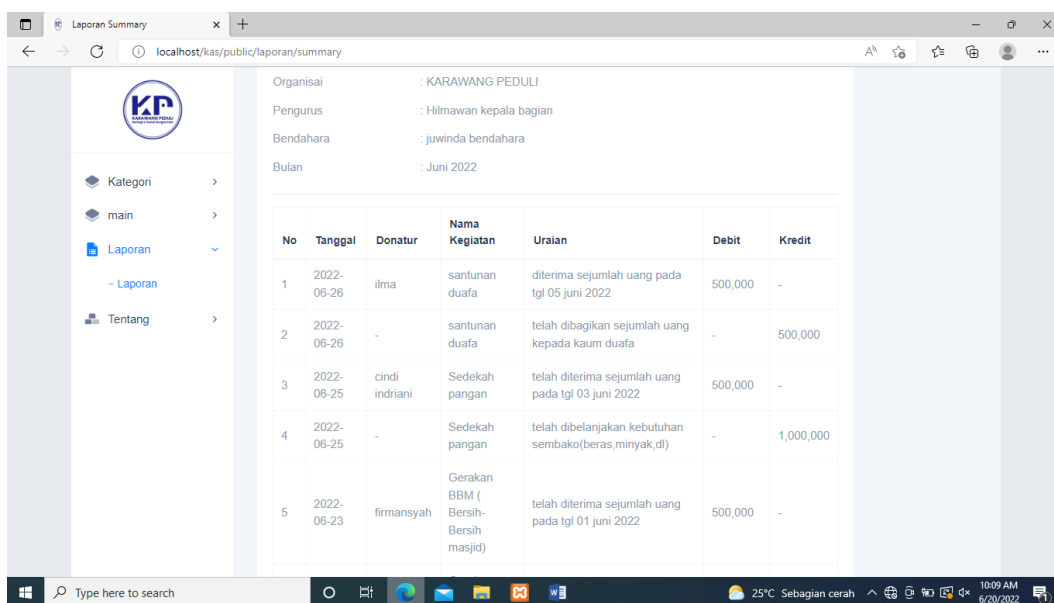 Laporan Summary
localhost/kas/public/laporan/summary
KP
KARAWANG PEDULI
Organisai : KARAWANG PEDULI
Pengurus : Hilmawan kepala bagian
Bendahara : juwinda bendahara
Bulan : Juni 2022
Kategori
main
Laporan
– Laporan
Tentang
No Tanggal Donatur Nama Kegiatan Uraian Debit Kredit
1 2022-06-26 ilma santunan duafa diterima sejumlah uang pada tgl 05 juni 2022 500,000 -
2 2022-06-26 - santunan duafa telah dibagikan sejumlah uang kepada kaum duafa - 500,000
3 2022-06-25 cindi indriani Sedekah pangan telah diterima sejumlah uang pada tgl 03 juni 2022 500,000 -
4 2022-06-25 - Sedekah pangan telah dibelanjakan kebutuhan sembako(beras,minyak,dl) - 1,000,000
5 2022-06-23 firmansyah Gerakan BBM ( Bersih-Bersih masjid) telah diterima sejumlah uang pada tgl 01 juni 2022 500,000 -
Type here to search
25°C Sebagian cerah
10:09 AM
6/20/2022